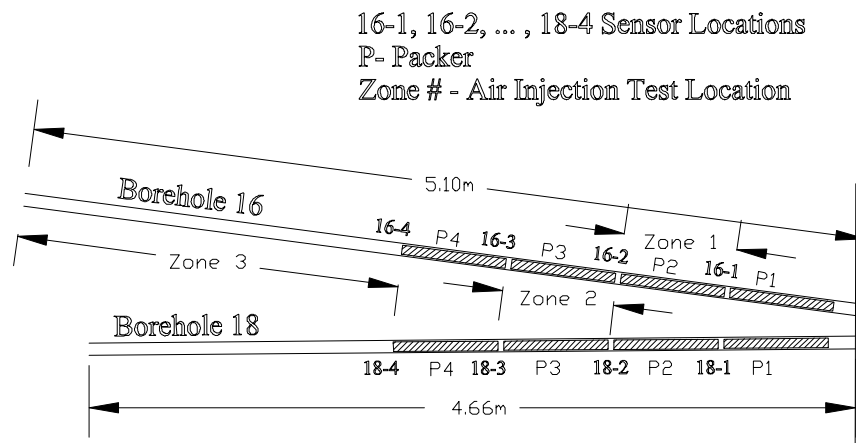 16-1, 16-2, ... , 18-4 Sensor Locations
P- Packer
Zone # - Air Injection Test Location
5.10m
Borehole 16
16-4 P4 16-3 P3 16-2 P2 16-1 P1
Zone 1
Zone 3
Zone 2
Borehole 18
18-4 P4 18-3 P3 18-2 P2 18-1 P1
4.66m